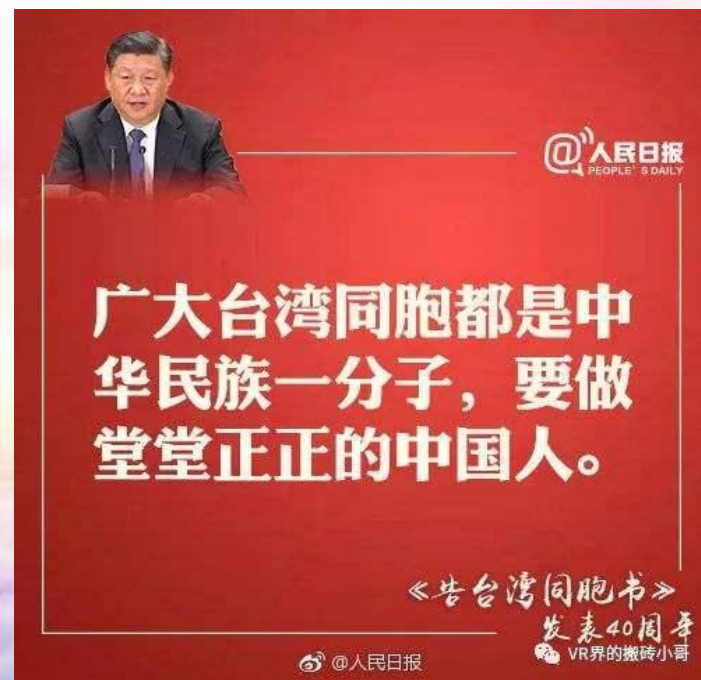 @人民日报
PEOPLE'S DAILY
广大台湾同胞都是中
华民族一分子，要做
堂堂正正的中国人。
《告台湾同胞书》
发表40周年
VR界的搬砖小哥
@人民日报